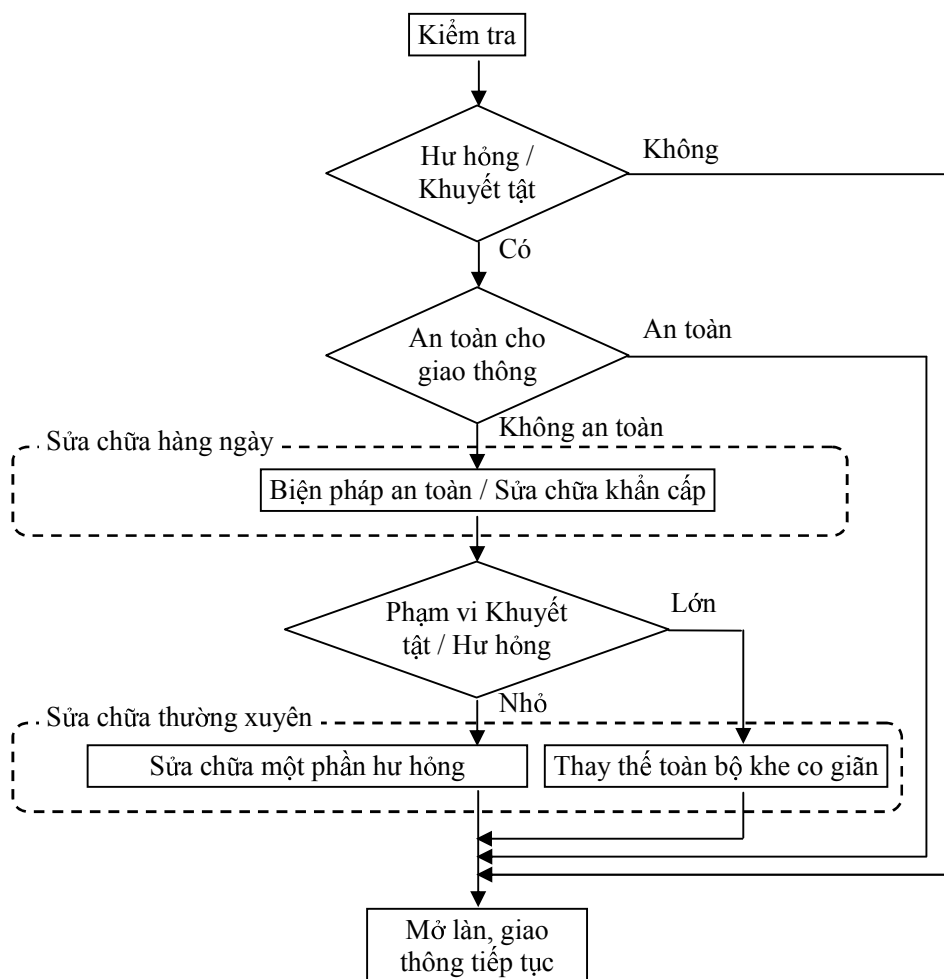 Kiểm tra
Hư hỏng /
Khuyết tật
Không
Có
An toàn cho
giao thông
An toàn
Không an toàn
Sửa chữa hàng ngày
Biện pháp an toàn / Sửa chữa khẩn cấp
Phạm vi Khuyết
tật / Hư hỏng
Lớn
Nhỏ
Sửa chữa thường xuyên
Sửa chữa một phần hư hỏng
Thay thế toàn bộ khe co giãn
Mở làn, giao
thông tiếp tục